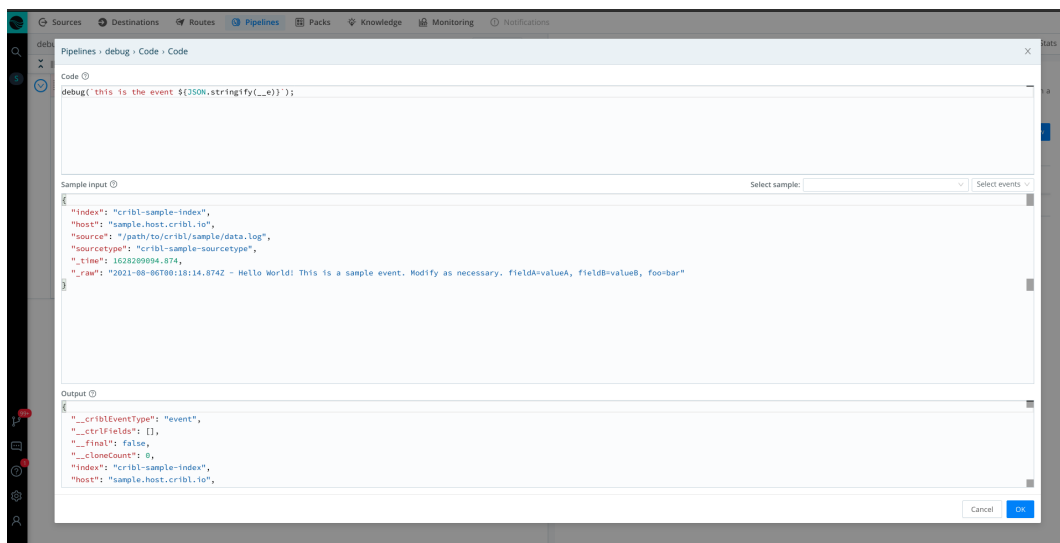 Sources Destinations Routes Pipelines Packs Knowledge Monitoring Notifications
Pipelines › debug › Code › Code
S
Code
debug(`this is the event ${JSON.stringify(__e)}`);
Sample input Select sample: Select events
{
"index": "cribl-sample-index",
"host": "sample.host.cribl.io",
"source": "/path/to/cribl/sample/data.log",
"sourcetype": "cribl-sample-sourcetype",
"_time": 1628209094.874,
"_raw": "2021-08-06T00:18:14.874Z - Hello World! This is a sample event. Modify as necessary. fieldA=valueA, fieldB=valueB, foo=bar"
}
Output
{
"__criblEventType": "event",
"__ctrlFields": [],
"__final": false,
"__cloneCount": 0,
"index": "cribl-sample-index",
"host": "sample.host.cribl.io",
Cancel OK